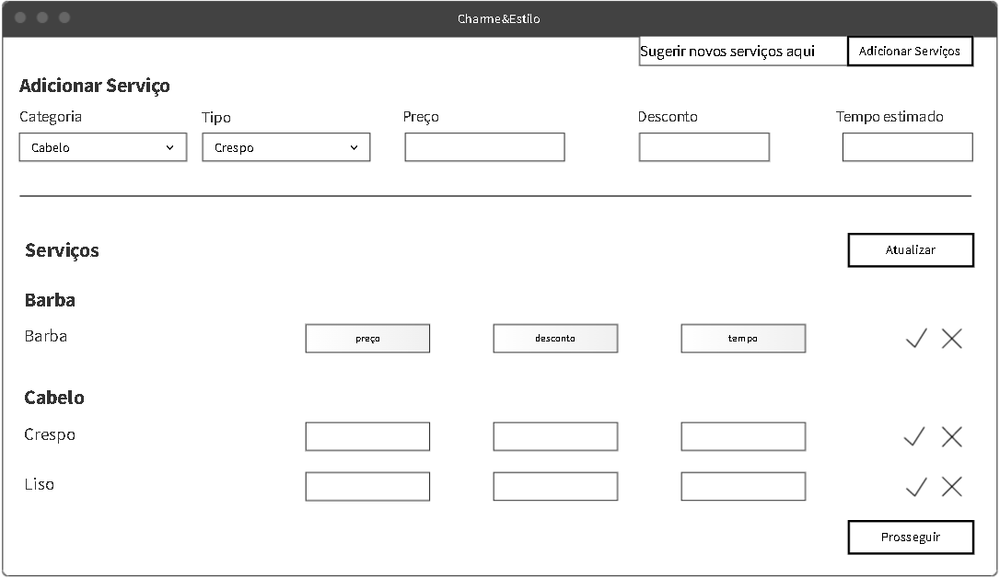 Charme&Estilo
Sugerir novos serviços aqui Adicionar Serviços
Adicionar Serviço
Categoria Tipo Preço Desconto Tempo estimado
Cabelo Crespo
Serviços Atualizar
Barba
Barba preço desconto tempo
Cabelo
Crespo
Liso
Prosseguir